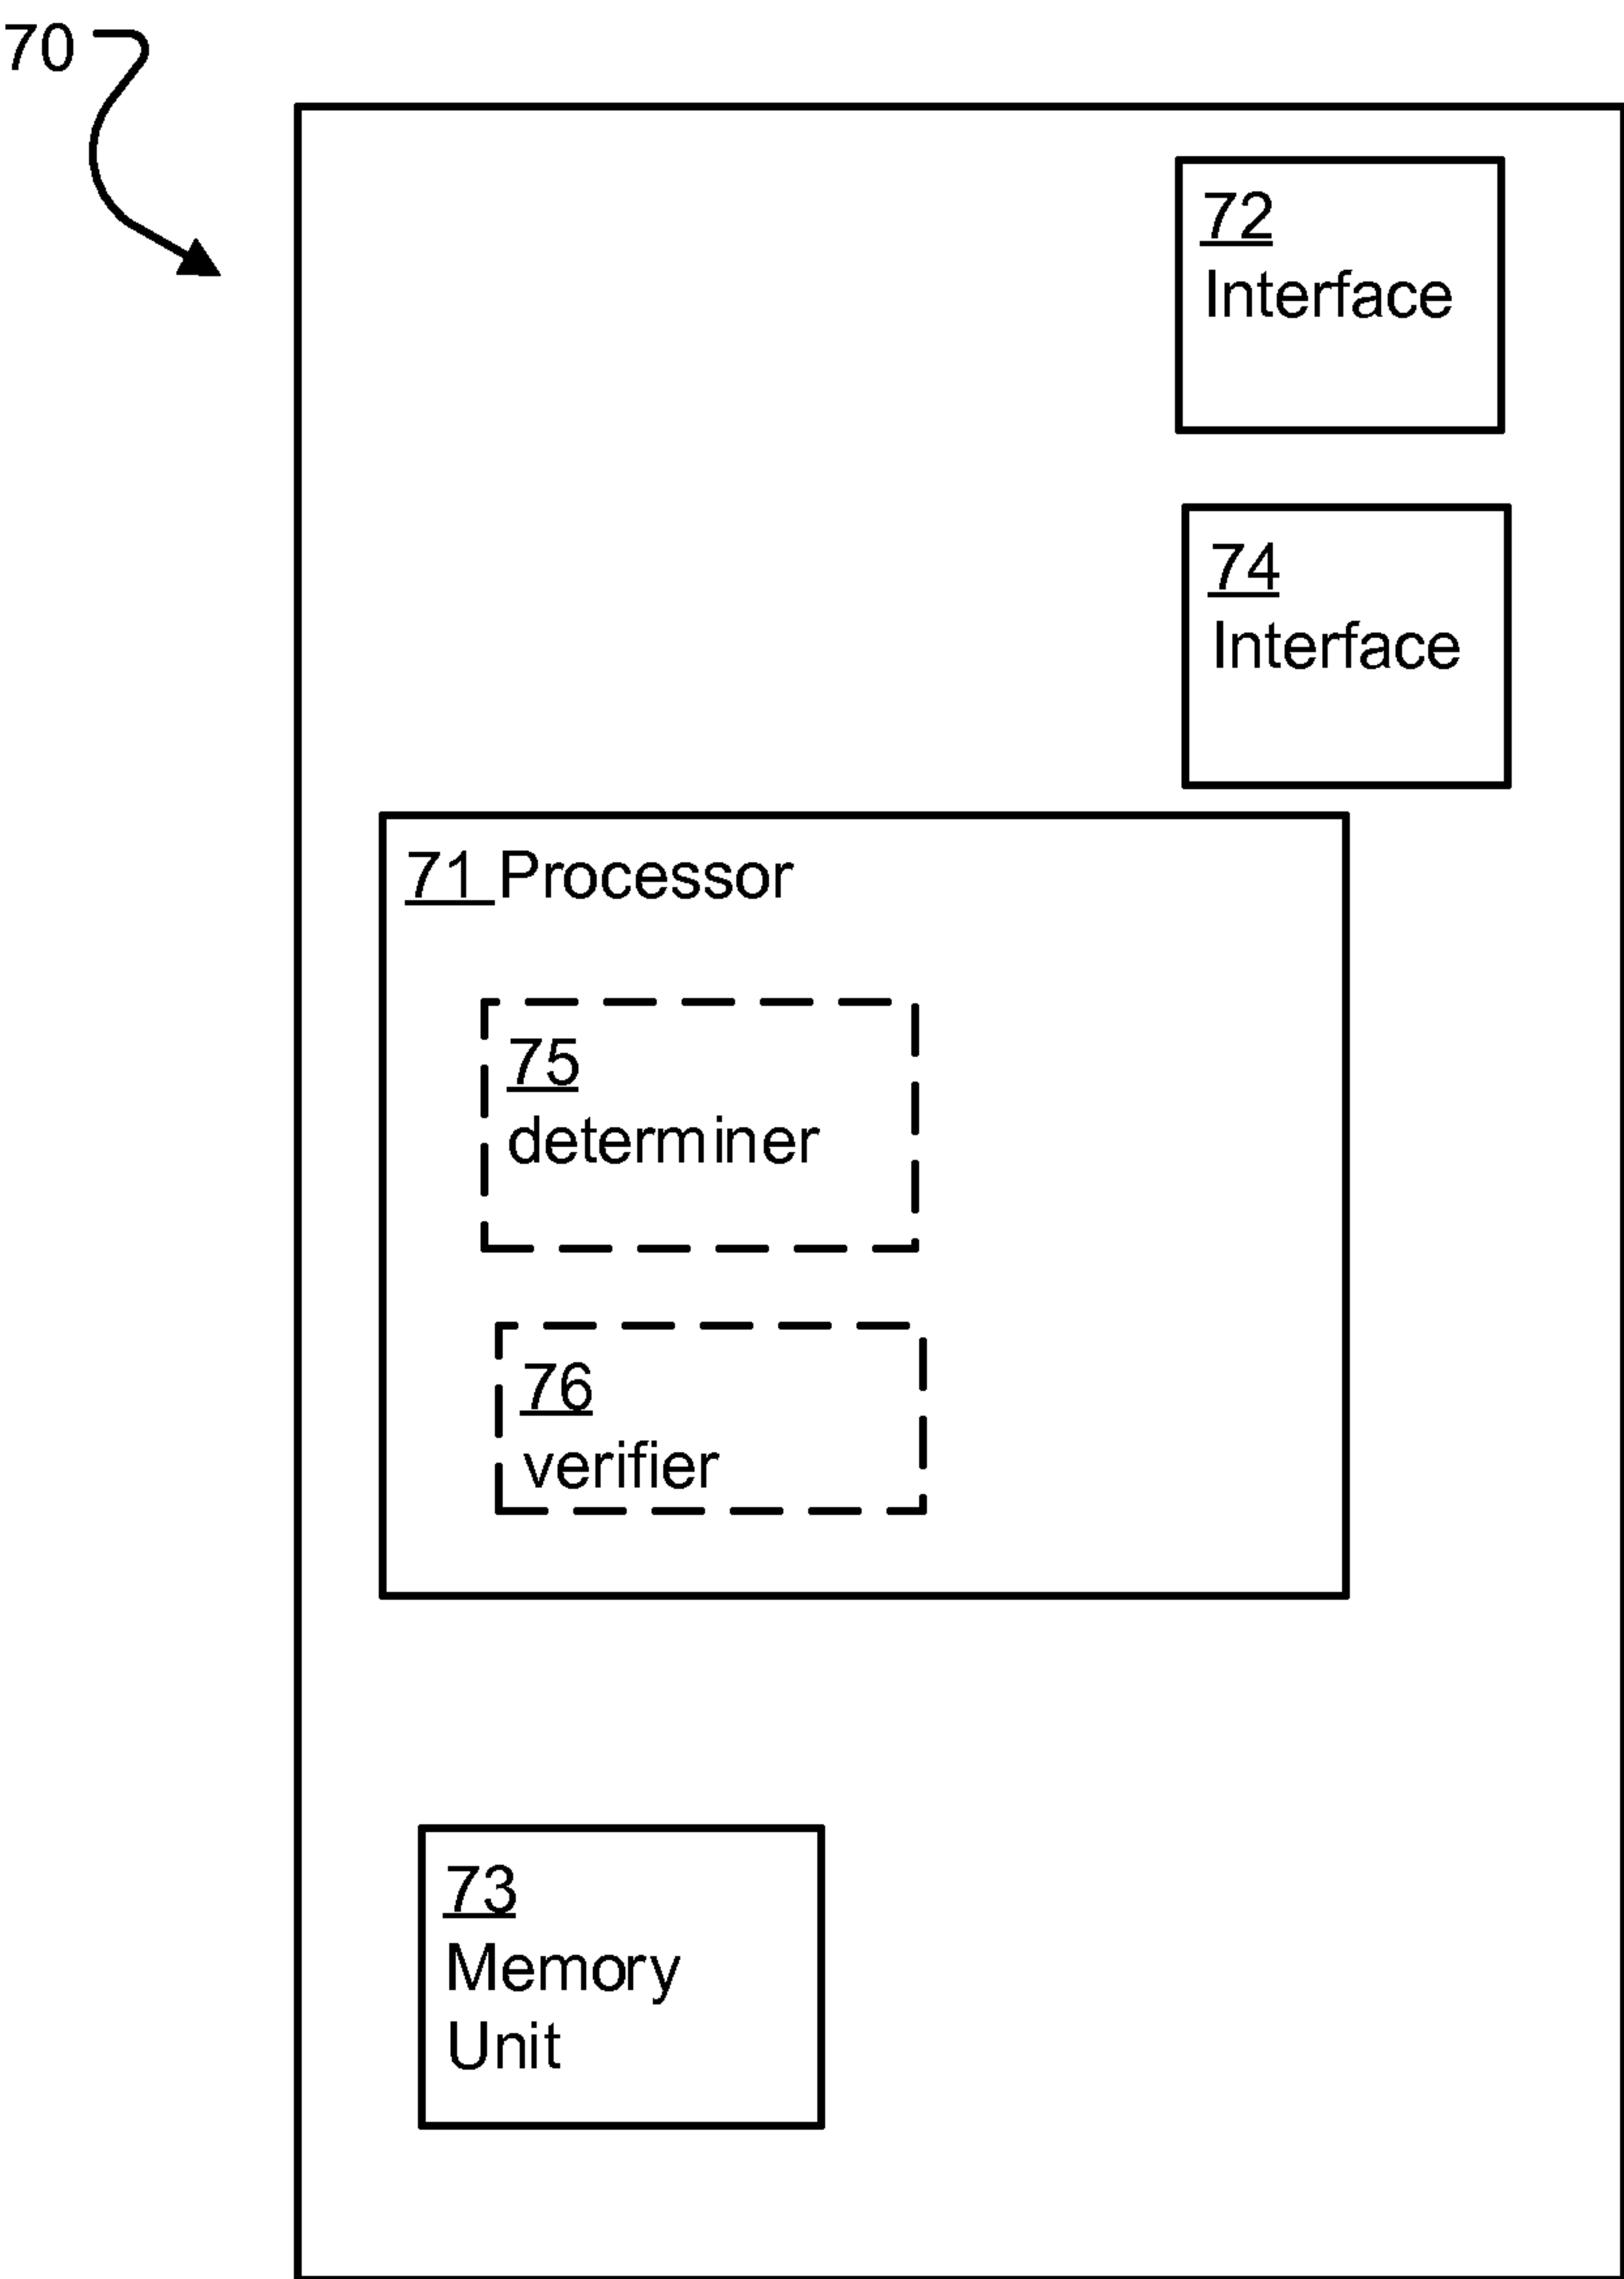 70
72
Interface
74
Interface
71 Processor
75
determiner
76
verifier
73
Memory
Unit